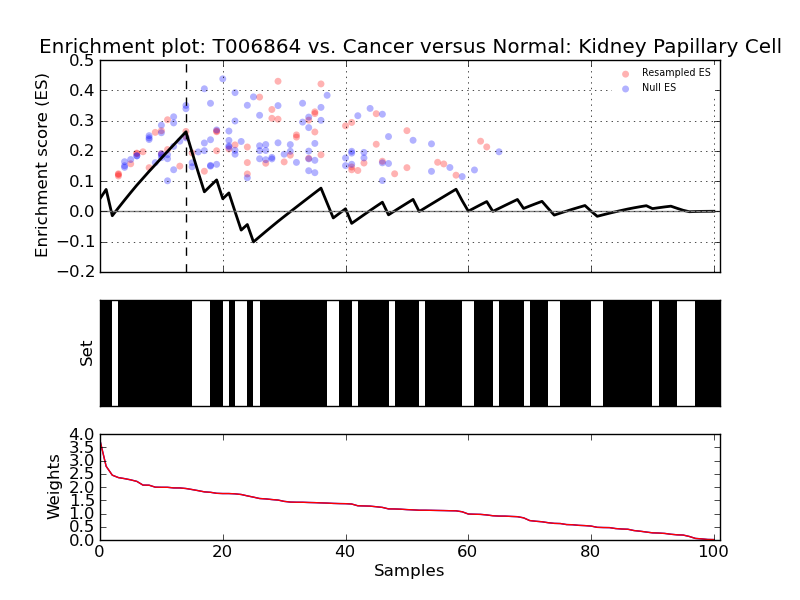 Enrichment plot: T006864 vs. Cancer versus Normal: Kidney Papillary Cell
Enrichment score (ES)
0.5
0.4
0.3
0.2
0.1
0.0
−0.1
−0.2
Resampled ES
Null ES
Set
Weights
4.0
3.5
3.0
2.5
2.0
1.5
1.0
0.5
0.0
0 20 40 60 80 100
Samples